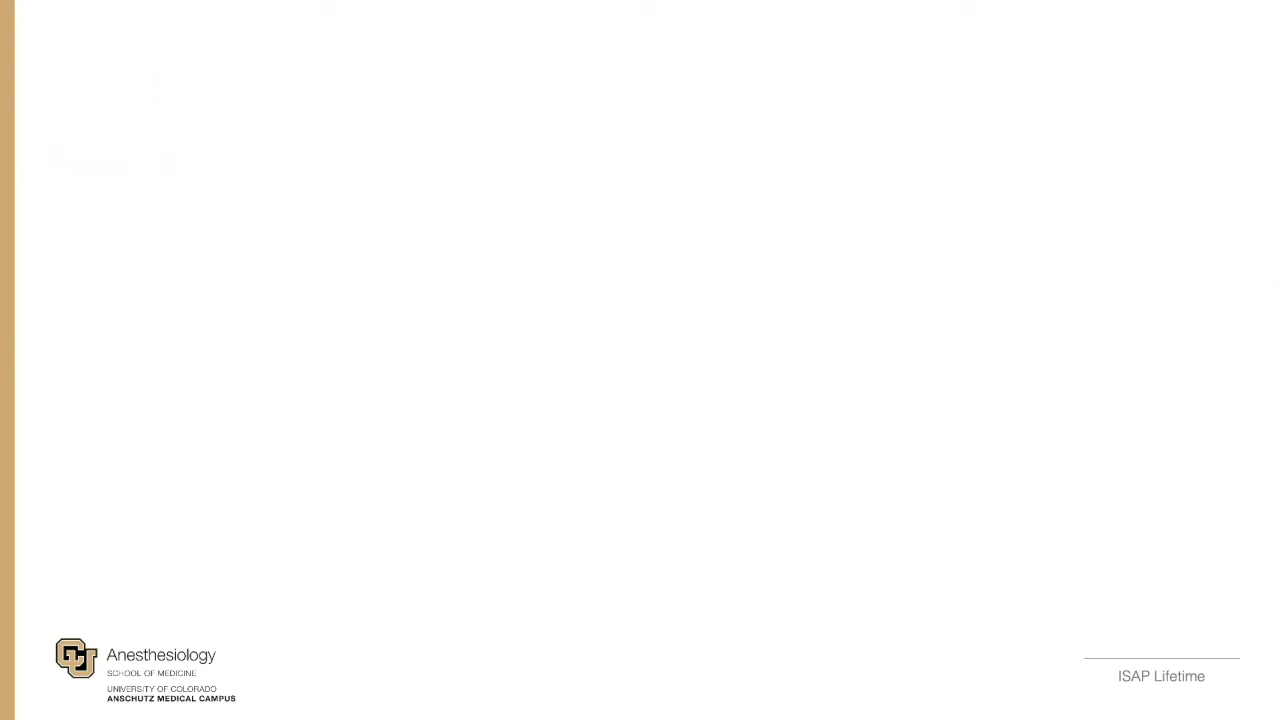 Anesthesiology
SCHOOL OF MEDICINE
UNIVERSITY OF COLORADO
ANSCHUTZ MEDICAL CAMPUS
ISAP Lifetime